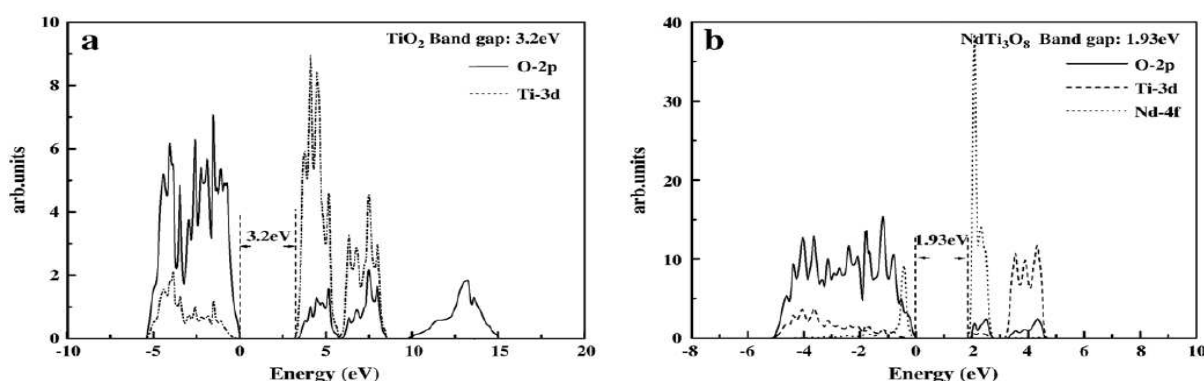 a
TiO₂ Band gap: 3.2eV
O-2p
Ti-3d
3.2eV
arb.units
10
8
6
4
2
0
-10 -5 0 5 10 15 20
Energy (eV)
b
NdTi₃O₈ Band gap: 1.93eV
O-2p
Ti-3d
Nd-4f
1.93eV
arb.units
40
30
20
10
0
-8 -6 -4 -2 0 2 4 6 8 10
Energy (eV)